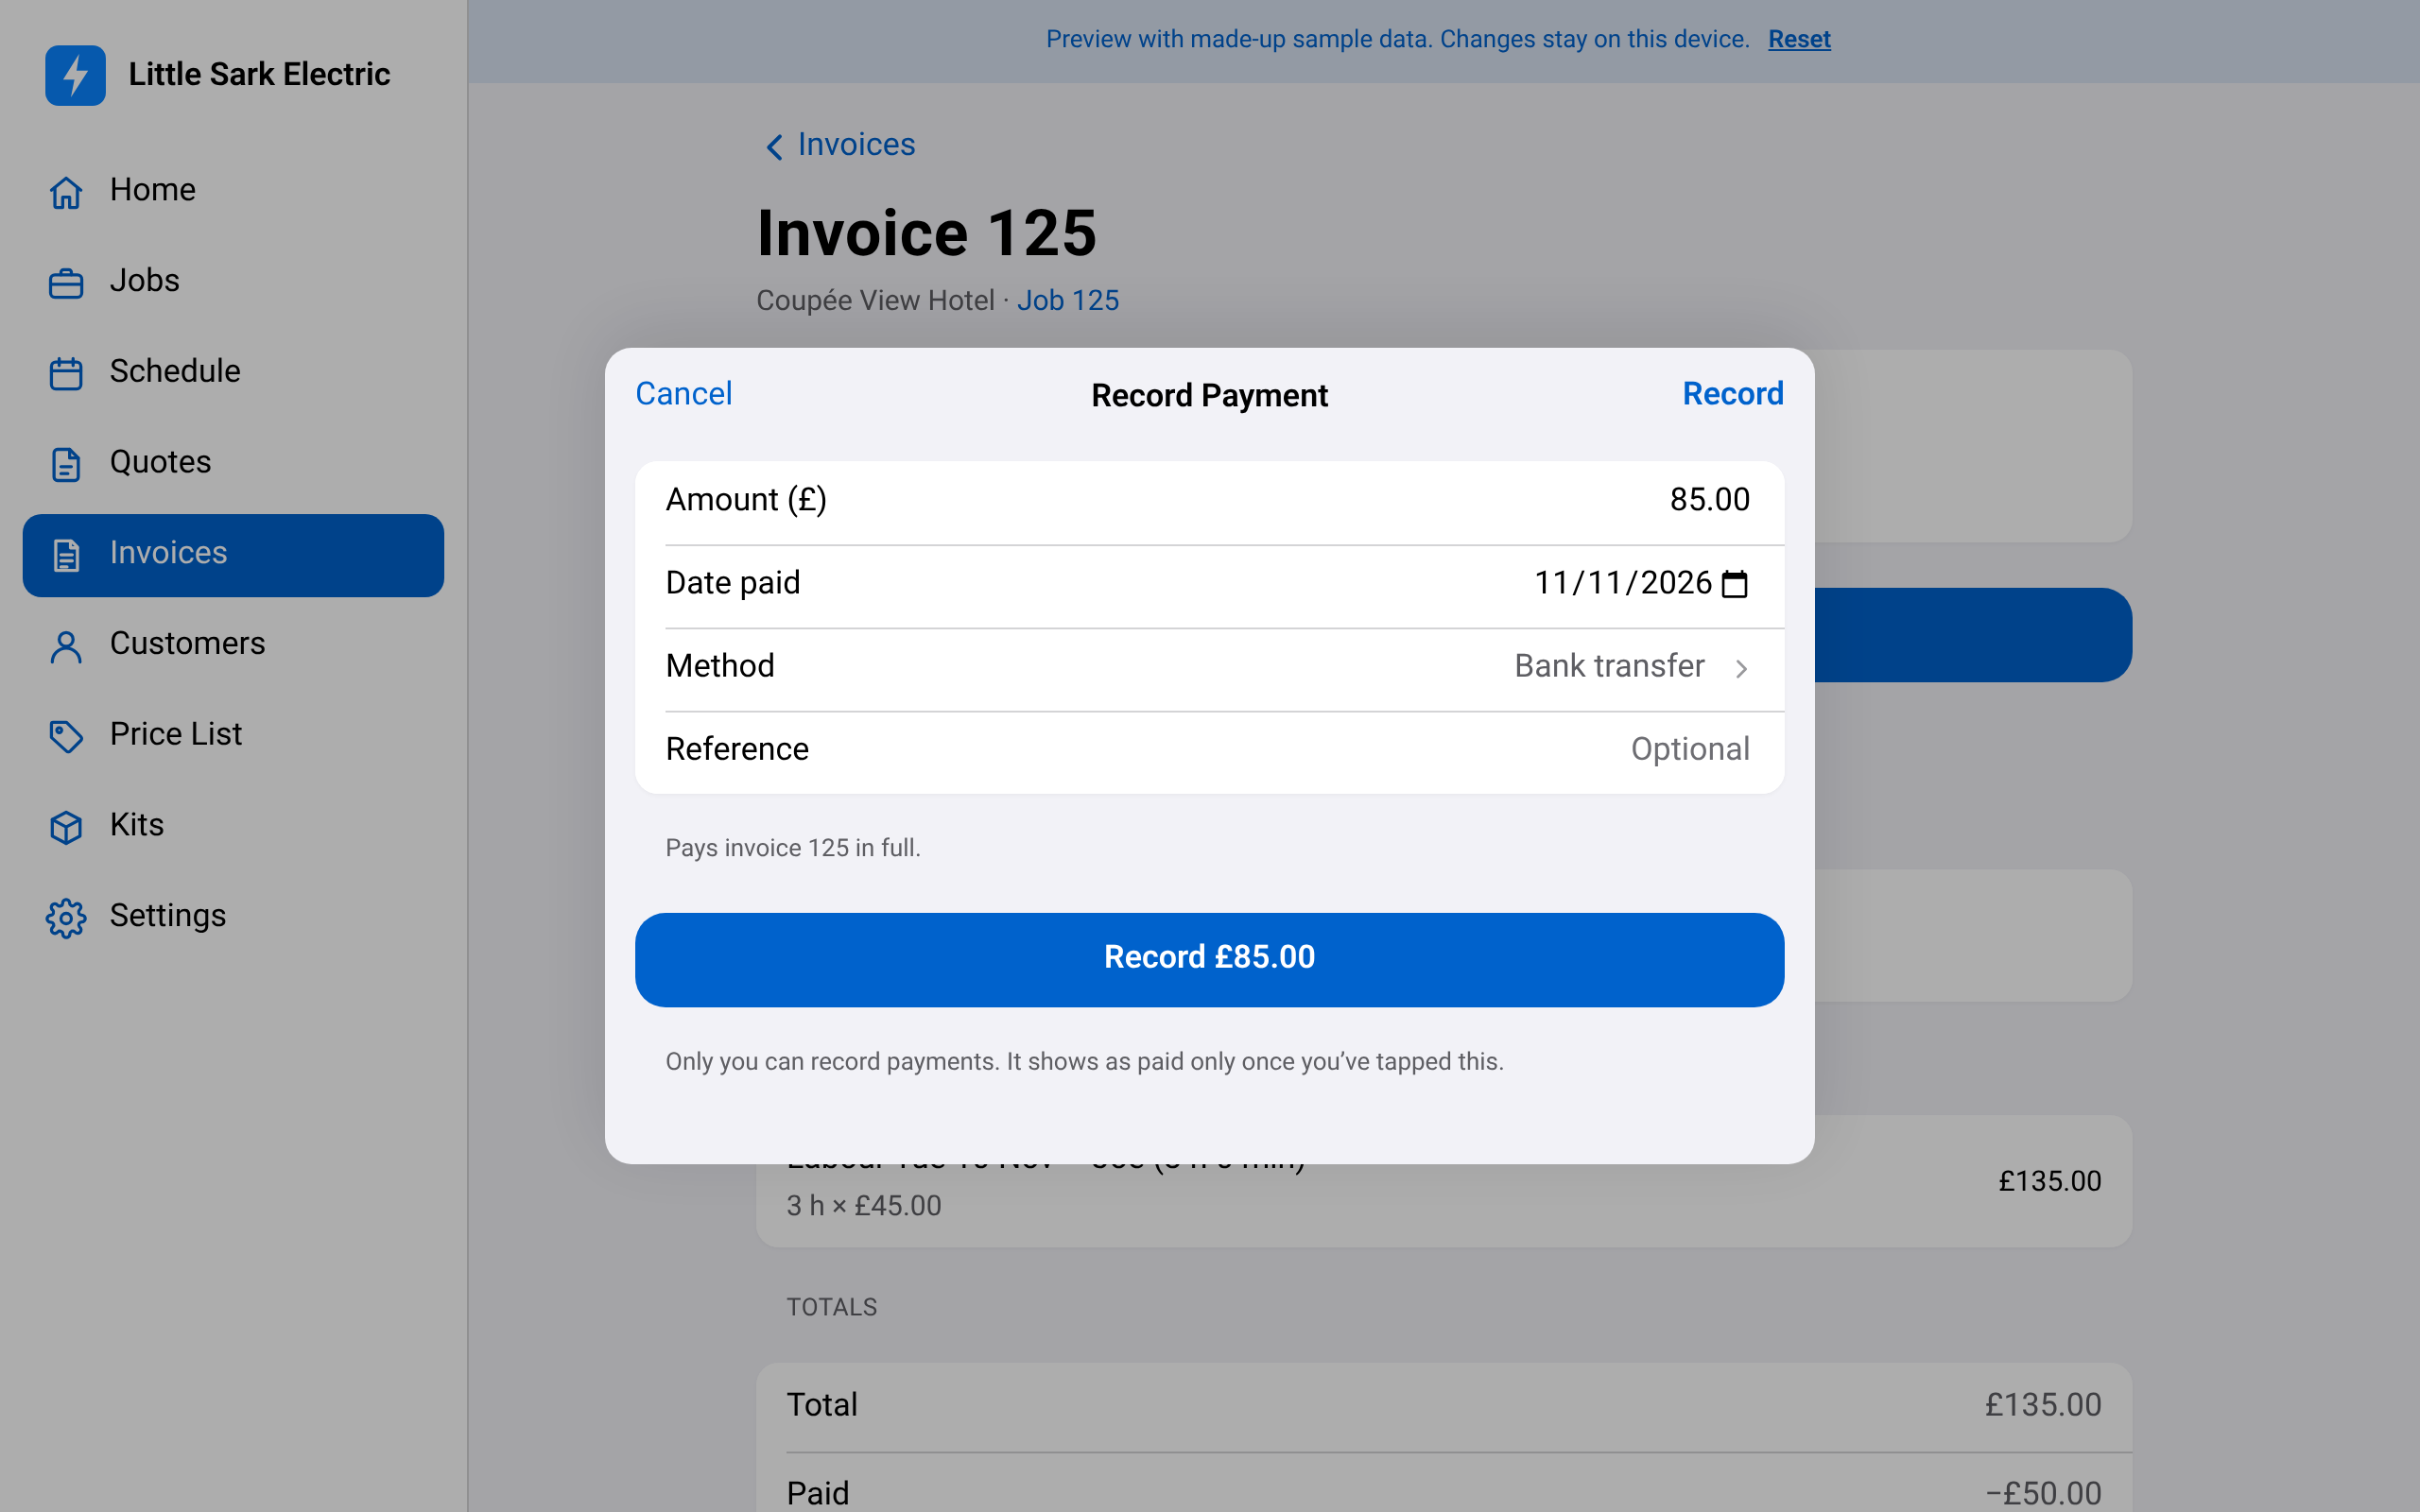 Little Sark Electric
Home
Jobs
Schedule
Quotes
Invoices
Customers
Price List
Kits
Settings
Preview with made-up sample data. Changes stay on this device. Reset
Invoices
Invoice 125
Coupée View Hotel · Job 125
Cancel
Record Payment
Record
Amount (£) 85.00
Date paid 11/11/2026
Method Bank transfer
Reference Optional
Pays invoice 125 in full.
Record £85.00
Only you can record payments. It shows as paid only once you’ve tapped this.
£135.00
3 h × £45.00
TOTALS
Total £135.00
Paid −£50.00